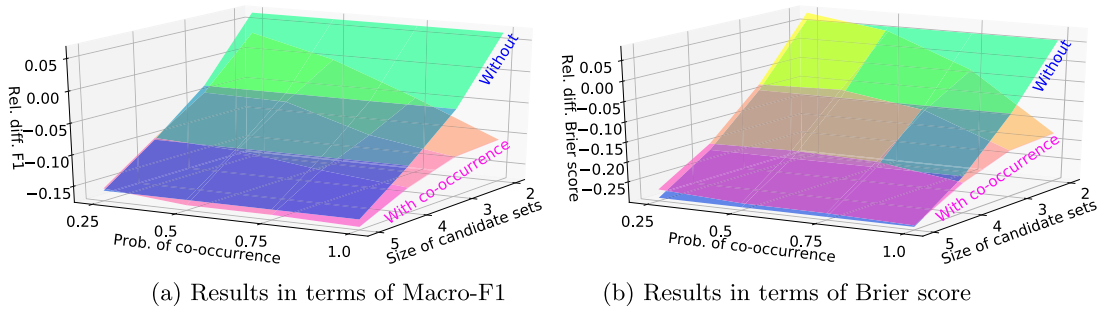 0.05
0.00
−0.05
−0.10
−0.15
Rel. diff. F1
0.25
0.5
0.75
1.0
Prob. of co-occurrence
5
4
3
2
Size of candidate sets
Without
With co-occurrence
(a) Results in terms of Macro-F1
0.05
0.00
−0.05
−0.10
−0.15
−0.20
−0.25
Rel. diff. Brier score
0.25
0.5
0.75
1.0
Prob. of co-occurrence
5
4
3
2
Size of candidate sets
Without
With co-occurrence
(b) Results in terms of Brier score